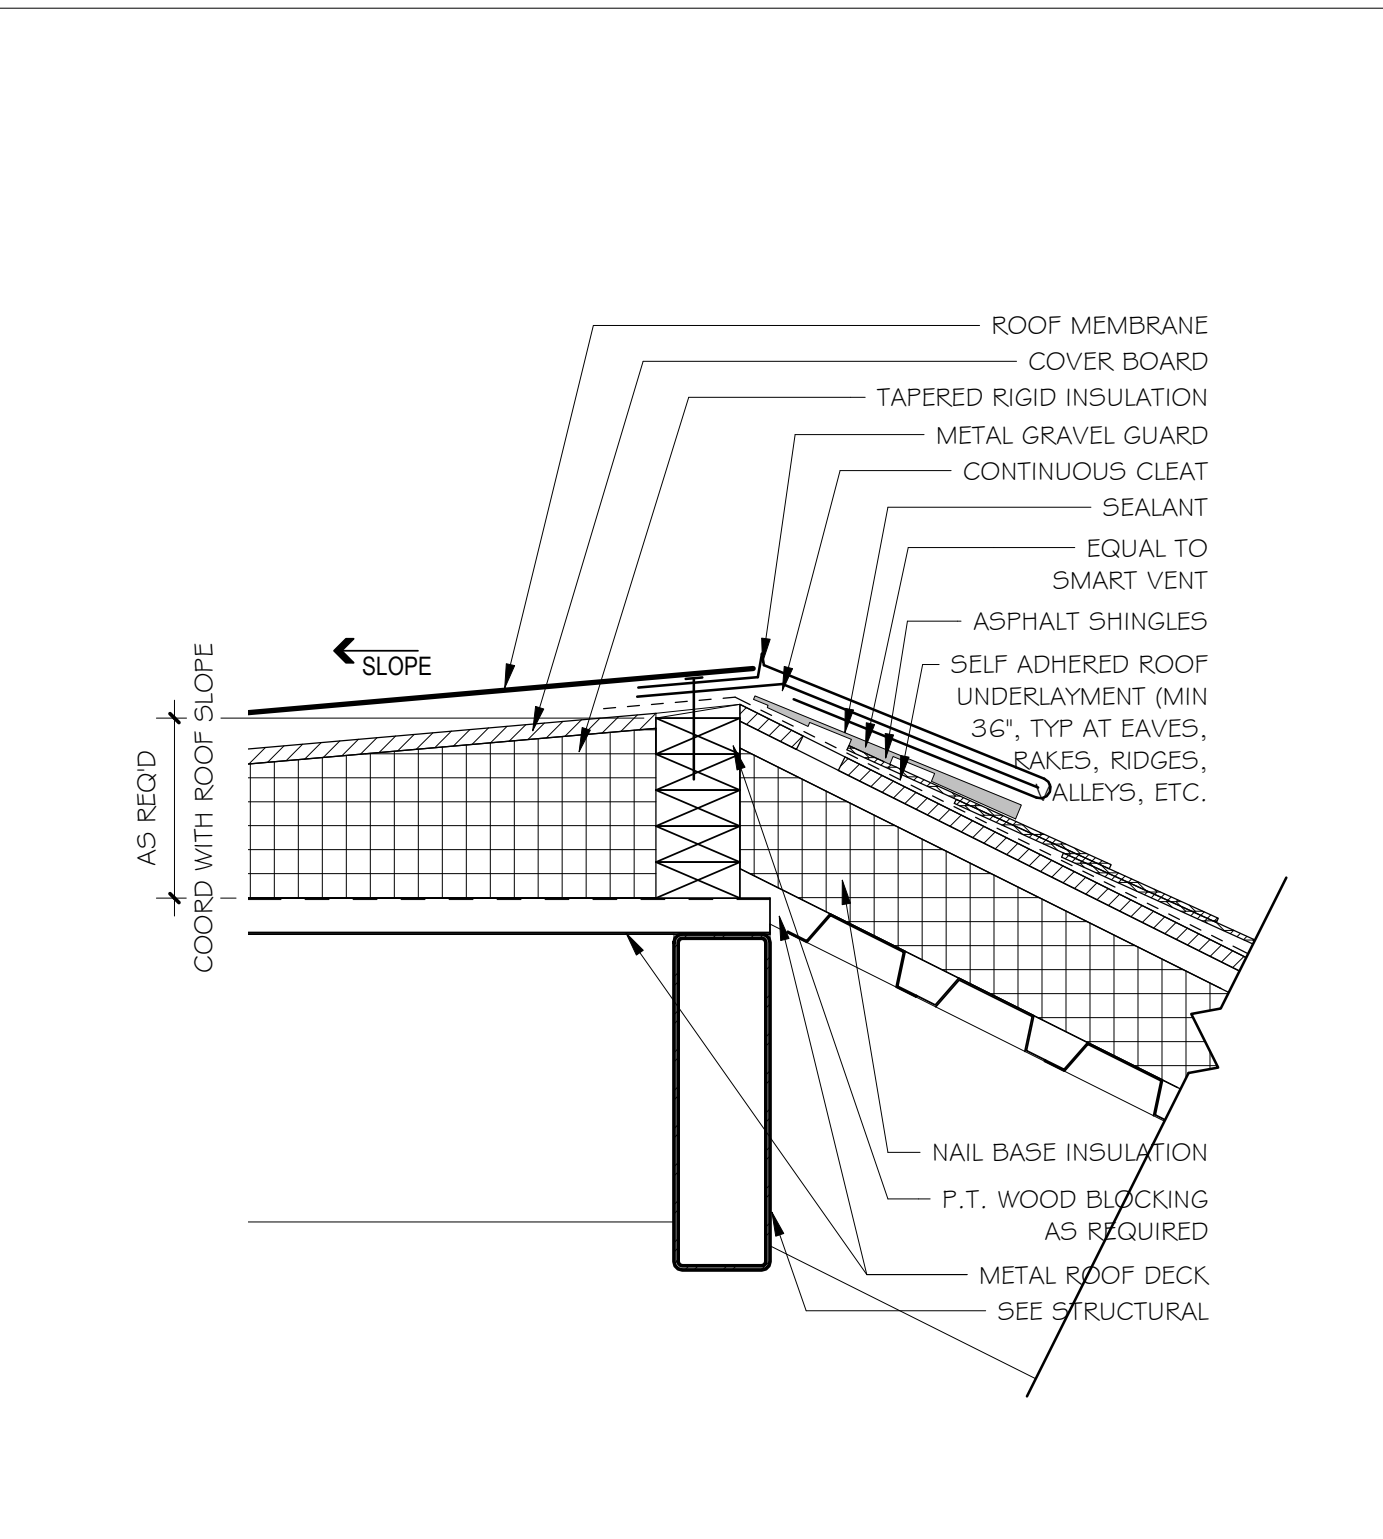 ROOF MEMBRANE
COVER BOARD
TAPERED RIGID INSULATION
METAL GRAVEL GUARD
CONTINUOUS CLEAT
SEALANT
EQUAL TO
SMART VENT
ASPHALT SHINGLES
SELF ADHERED ROOF
UNDERLAYMENT (MIN
36", TYP AT EAVES,
RAKES, RIDGES,
VALLEYS, ETC.
SLOPE
AS REQ'D
COORD WITH ROOF SLOPE
NAIL BASE INSULATION
P.T. WOOD BLOCKING
AS REQUIRED
METAL ROOF DECK
SEE STRUCTURAL